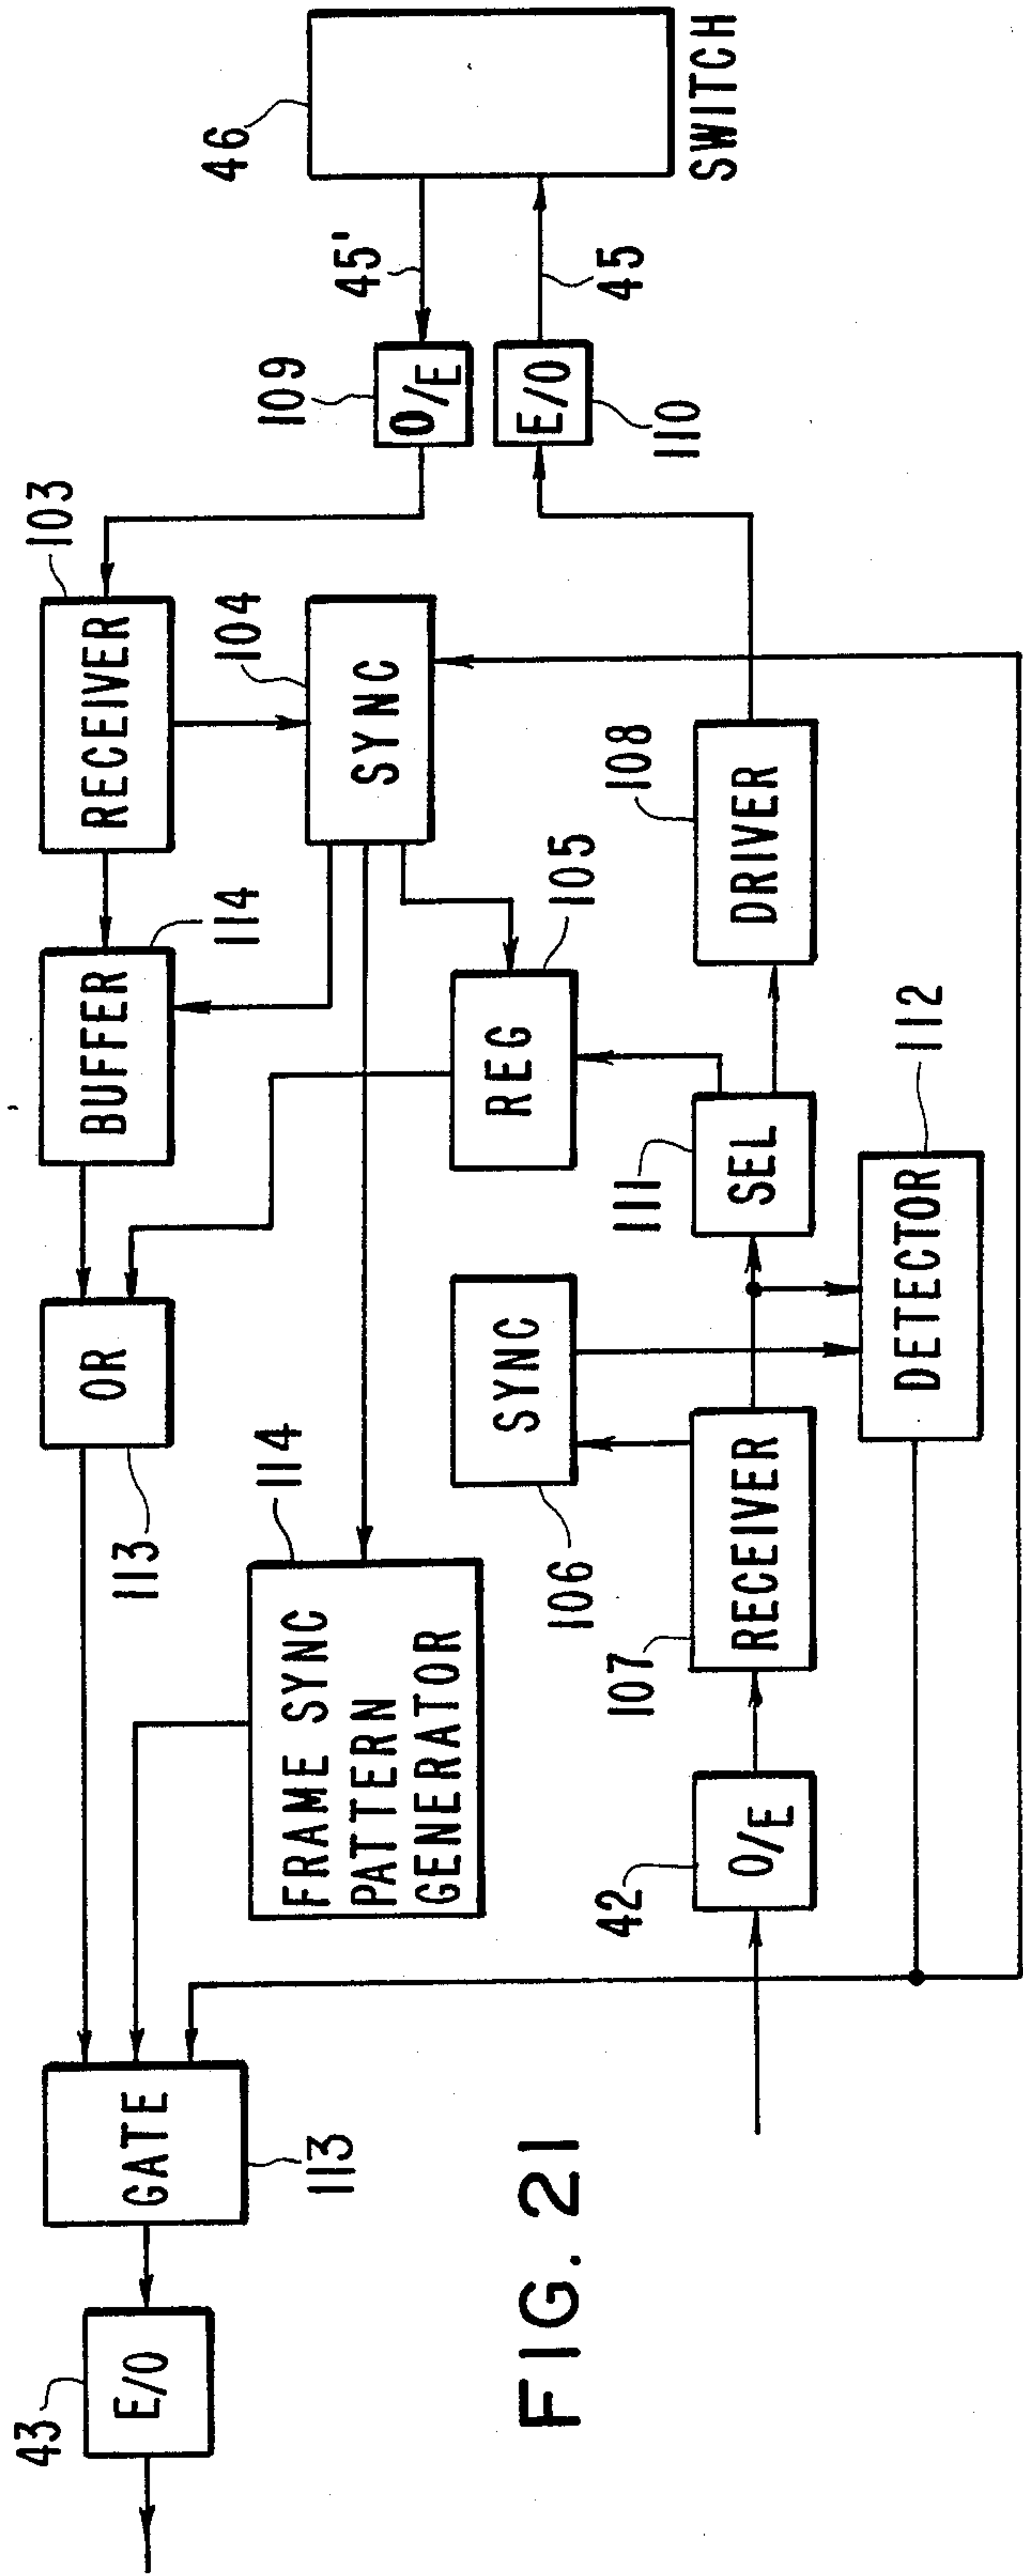 43
E/O
GATE
113
OR
113
BUFFER
114
RECEIVER
103
FRAME SYNC
PATTERN
GENERATOR
114
SYNC
104
109
O/E
45'
46
SWITCH
E/O
110
45
SYNC
106
REG
105
42
O/E
RECEIVER
107
SEL
111
DRIVER
108
DETECTOR
112
FIG. 21